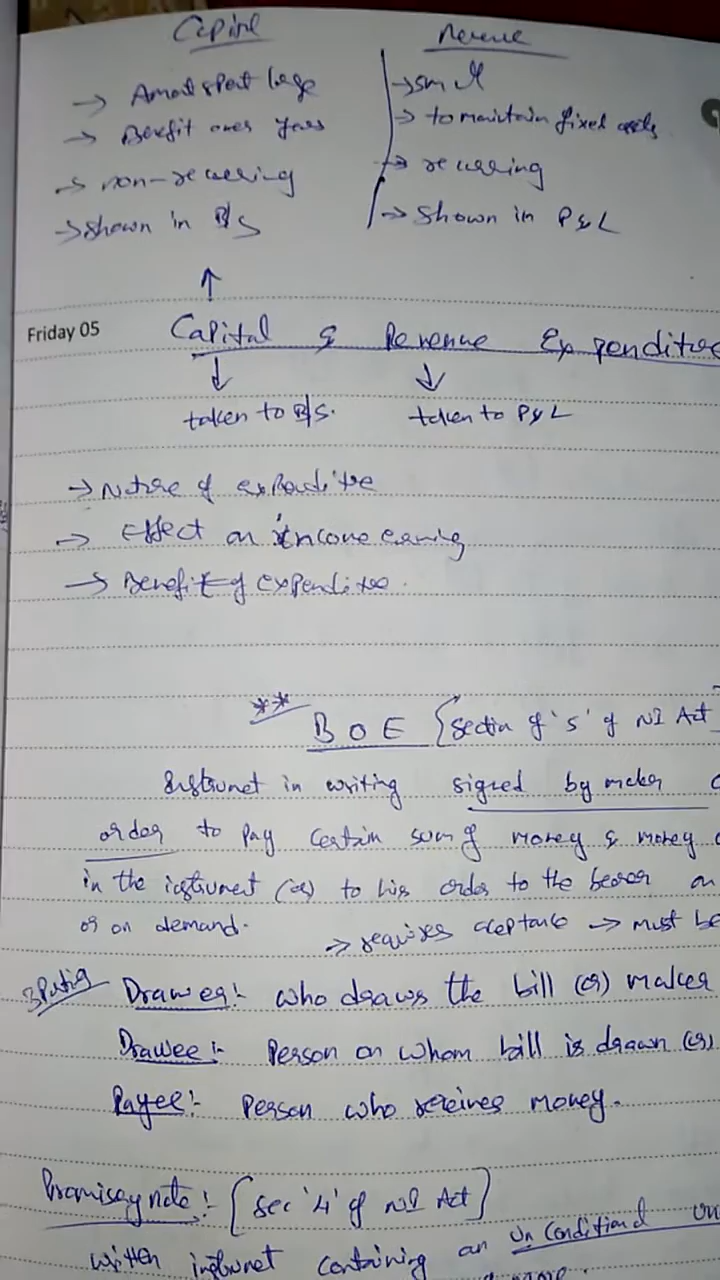 Capital
Revenue
→ Amount spent large
→ small
→ Benefit over years
→ to maintain fixed assets
→ non-recurring
→ recurring
→ shown in B/S
→ Shown in P&L
Friday 05
Capital & Revenue Expenditure
taken to B/S.
taken to P&L
→ Nature of expenditure
→ Effect on income earning
→ Benefit of expenditure.
** BOE {section of '5' of NI Act
Instrument in writing signed by maker
order to pay certain sum of money & money
in the instrument (or) to his order to the bearer on
or on demand.
→ requires acceptance → must be
3 Parties Drawer:- who draws the bill (or) maker
Drawee:- Person on whom bill is drawn (or)
Payee:- Person who receives money.
Promisory note:- [sec '4' of NI Act]
written instrument containing an unconditional